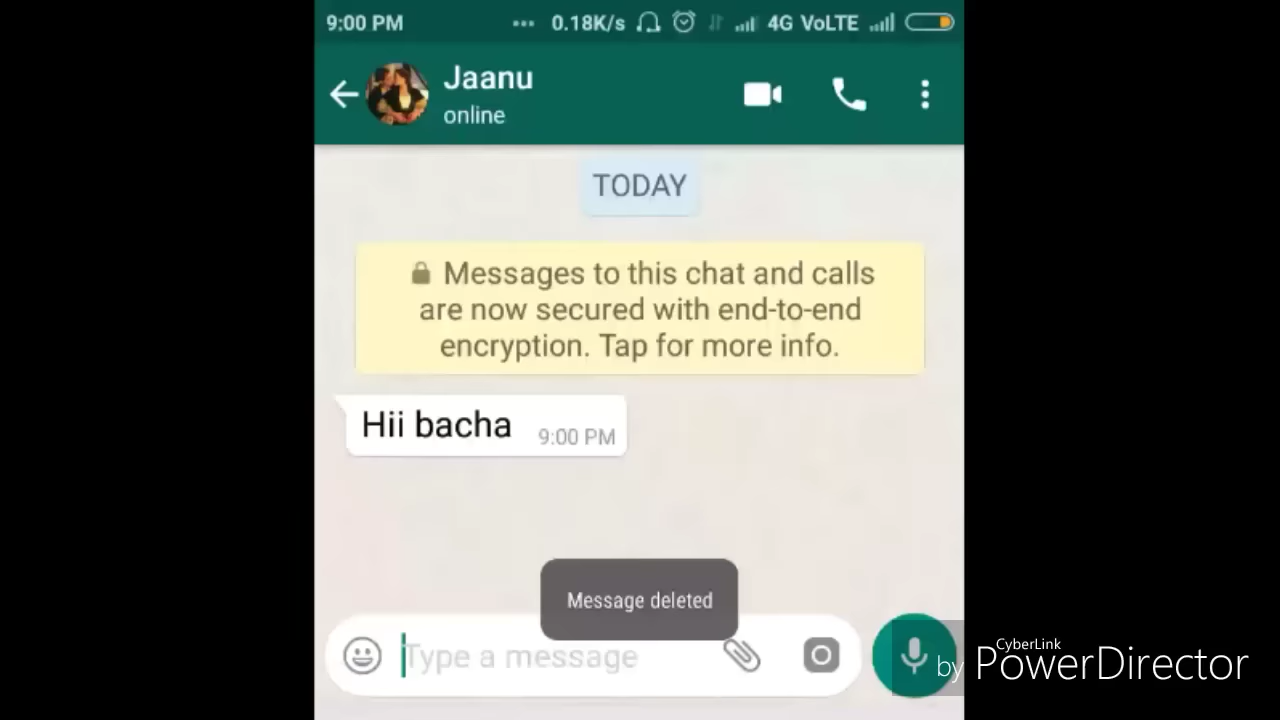 9:00 PM ... 0.18K/s 4G VoLTE
Jaanu
online
TODAY
Messages to this chat and calls
are now secured with end-to-end
encryption. Tap for more info.
Hii bacha 9:00 PM
Message deleted
Type a message
CyberLink
by PowerDirector